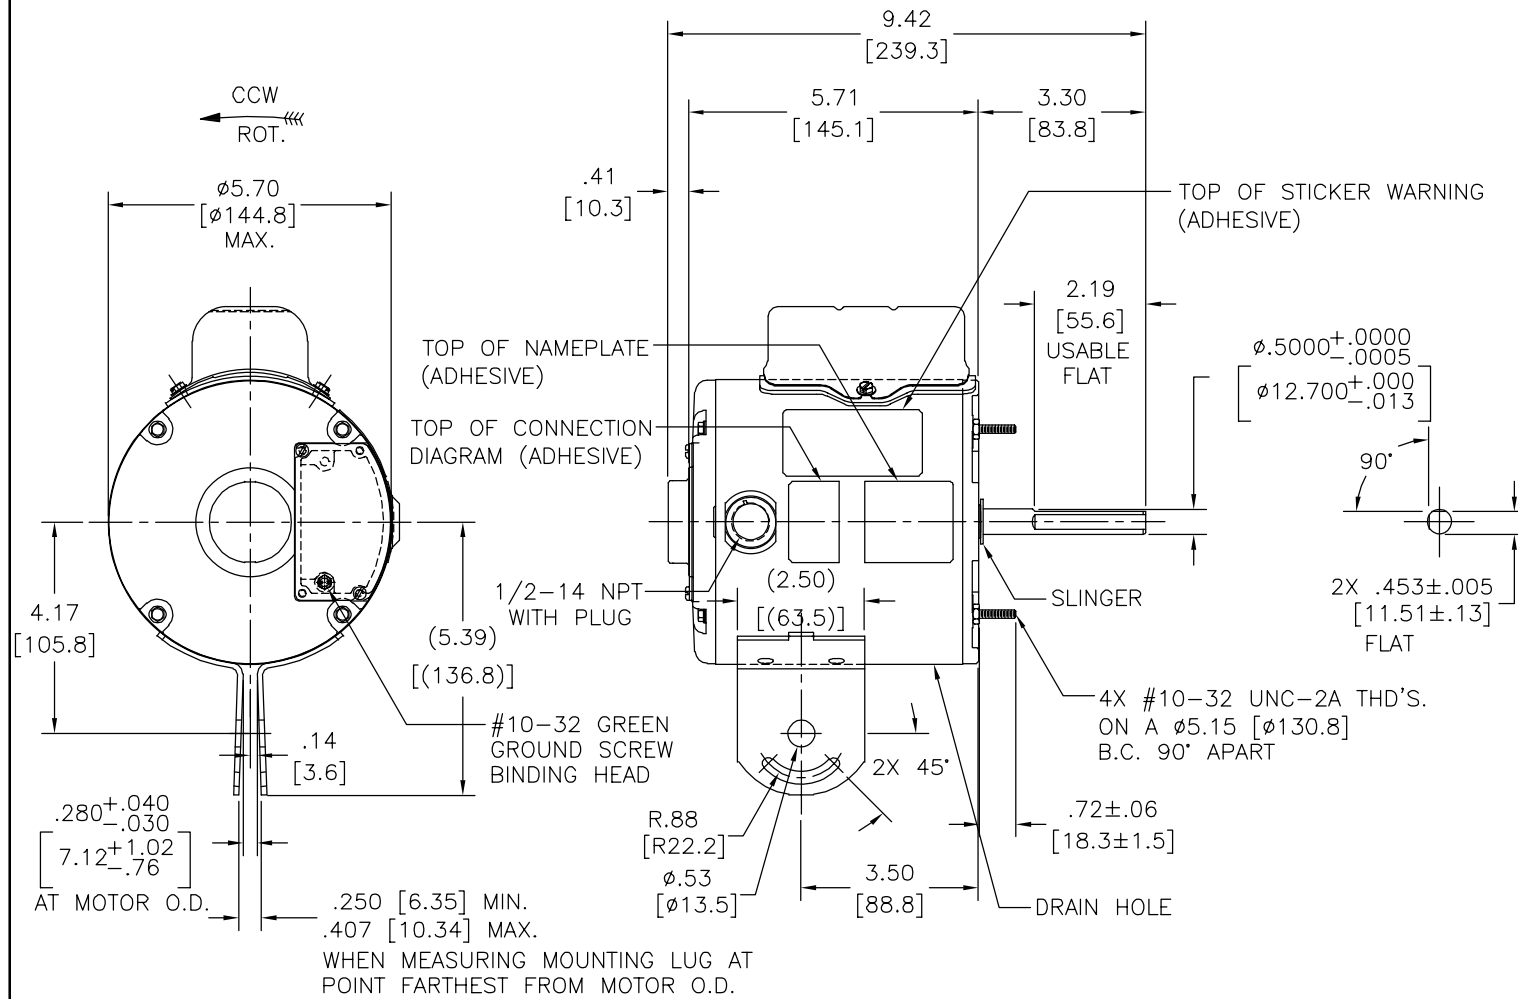 9.42
[239.3]
CCW
ROT.
5.71
[145.1]
3.30
[83.8]
.41
[10.3]
ø5.70
[ø144.8]
MAX.
TOP OF STICKER WARNING
(ADHESIVE)
2.19
[55.6]
USABLE
FLAT
TOP OF NAMEPLATE
(ADHESIVE)
ø.5000+.0000
-.0005
ø12.700+.000
-.013
TOP OF CONNECTION
DIAGRAM (ADHESIVE)
90°
1/2-14 NPT
WITH PLUG
(2.50)
[(63.5)]
SLINGER
2X .453±.005
[11.51±.13]
FLAT
4.17
[105.8]
(5.39)
[(136.8)]
#10-32 GREEN
GROUND SCREW
BINDING HEAD
.14
[3.6]
4X #10-32 UNC-2A THD'S.
ON A ø5.15 [ø130.8]
B.C. 90° APART
2X 45°
.280+.040
-.030
7.12+1.02
-.76
AT MOTOR O.D.
R.88
[R22.2]
ø.53
[ø13.5]
3.50
[88.8]
.72±.06
[18.3±1.5]
DRAIN HOLE
.250 [6.35] MIN.
.407 [10.34] MAX.
WHEN MEASURING MOUNTING LUG AT
POINT FARTHEST FROM MOTOR O.D.